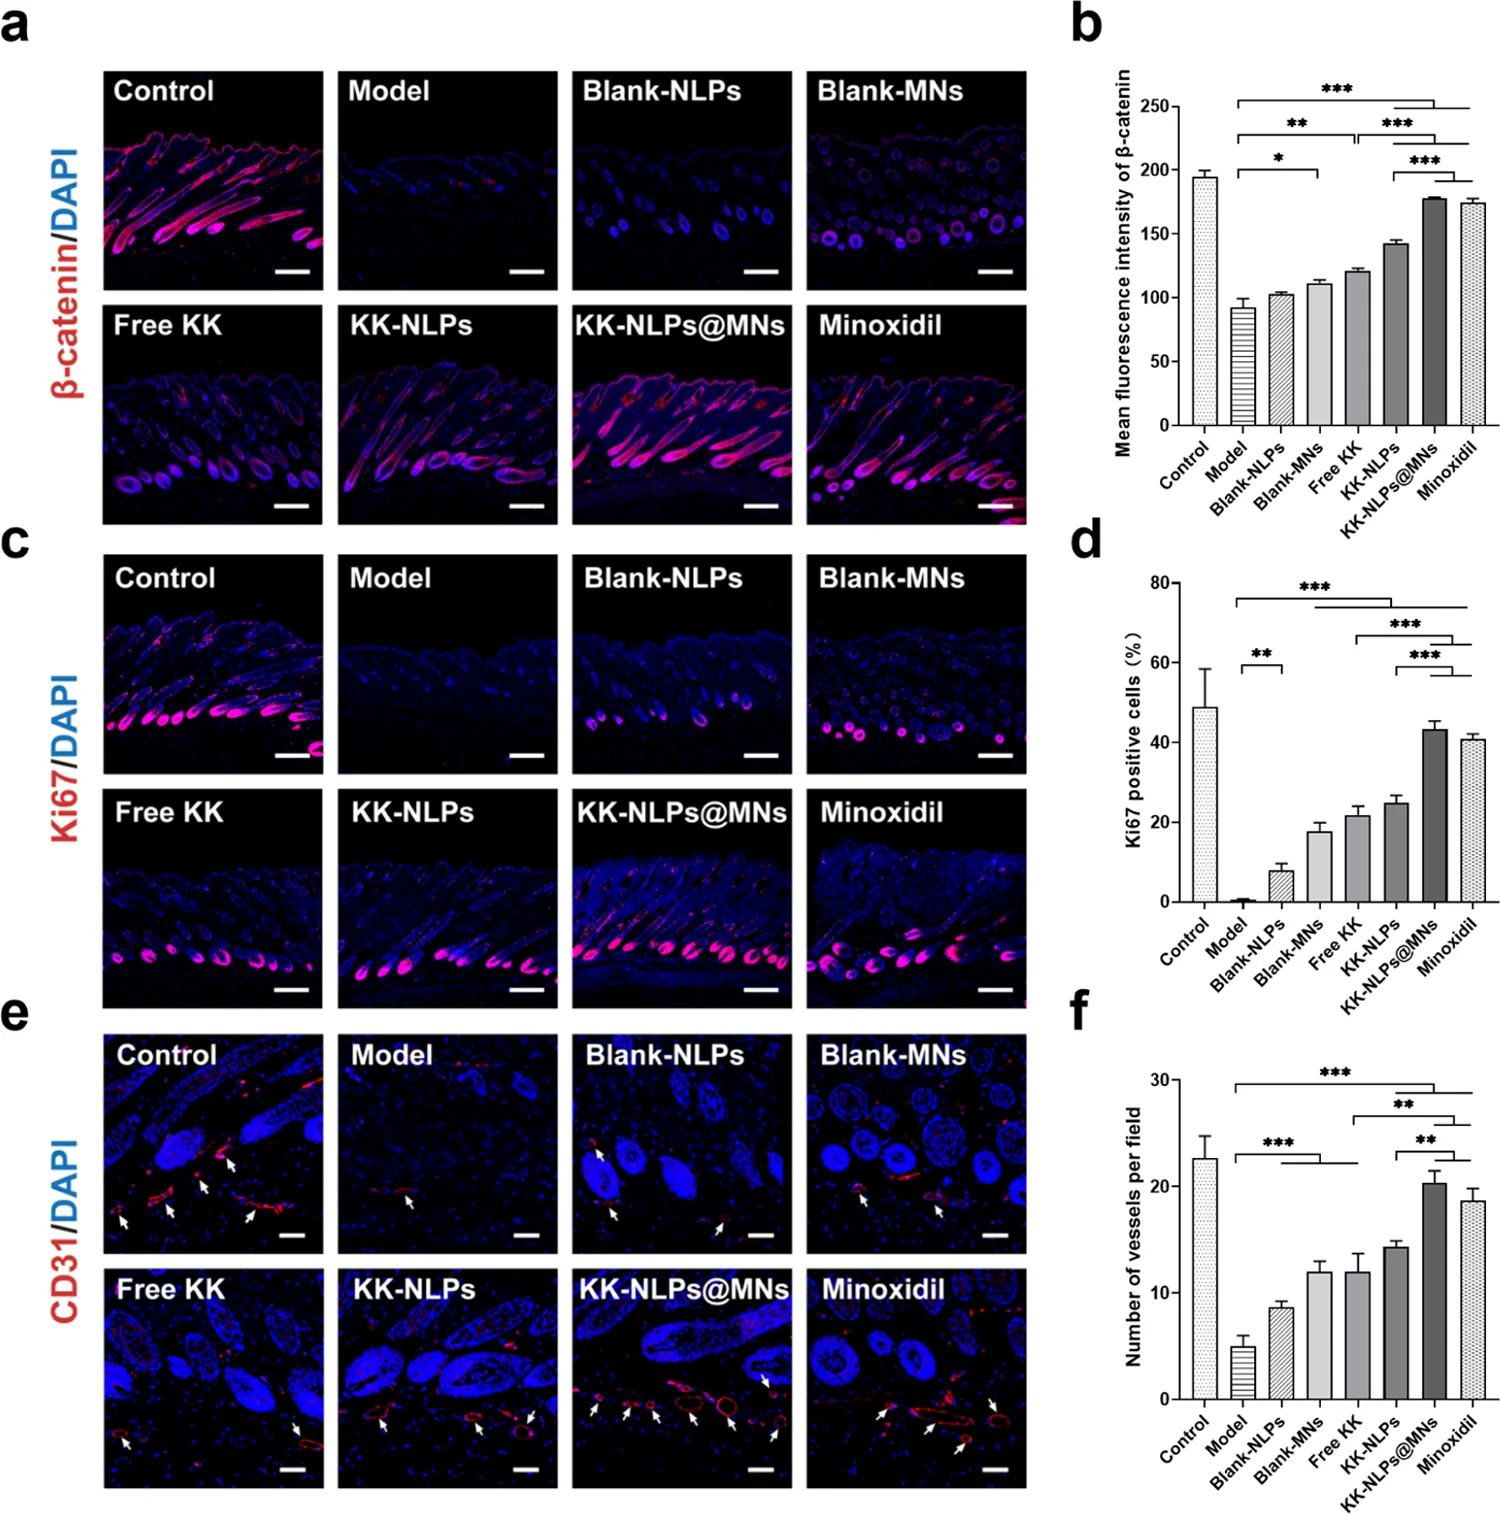 a
β-catenin/DAPI
Control
Model
Blank-NLPs
Blank-MNs
Free KK
KK-NLPs
KK-NLPs@MNs
Minoxidil
b
Mean fluorescence intensity of β-catenin
250
200
150
100
50
0
***
** ***
* ***
Control
Model
Blank-NLPs
Blank-MNs
Free KK
KK-NLPs
KK-NLPs@MNs
Minoxidil
c
Ki67/DAPI
Control
Model
Blank-NLPs
Blank-MNs
Free KK
KK-NLPs
KK-NLPs@MNs
Minoxidil
d
Ki67 positive cells (%)
80
60
40
20
0
***
***
** ***
Control
Model
Blank-NLPs
Blank-MNs
Free KK
KK-NLPs
KK-NLPs@MNs
Minoxidil
e
CD31/DAPI
Control
Model
Blank-NLPs
Blank-MNs
Free KK
KK-NLPs
KK-NLPs@MNs
Minoxidil
f
Number of vessels per field
30
20
10
0
***
**
*** **
Control
Model
Blank-NLPs
Blank-MNs
Free KK
KK-NLPs
KK-NLPs@MNs
Minoxidil